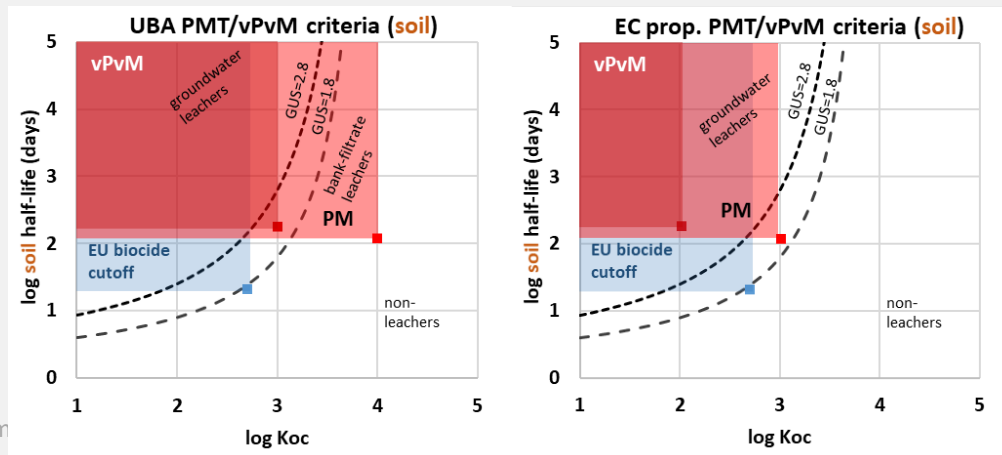 UBA PMT/vPvM criteria (soil)
5
4
3
2
1
0
log soil half-life (days)
vPvM
groundwater
leachers
GUS=2.8
GUS=1.8
bank-filtrate
leachers
PM
EU biocide
cutoff
non-
leachers
1
2
3
4
5
log Koc
EC prop. PMT/vPvM criteria (soil)
5
4
3
2
1
0
log soil half-life (days)
vPvM
groundwater
leachers
GUS=2.8
GUS=1.8
PM
EU biocide
cutoff
non-
leachers
1
2
3
4
5
log Koc